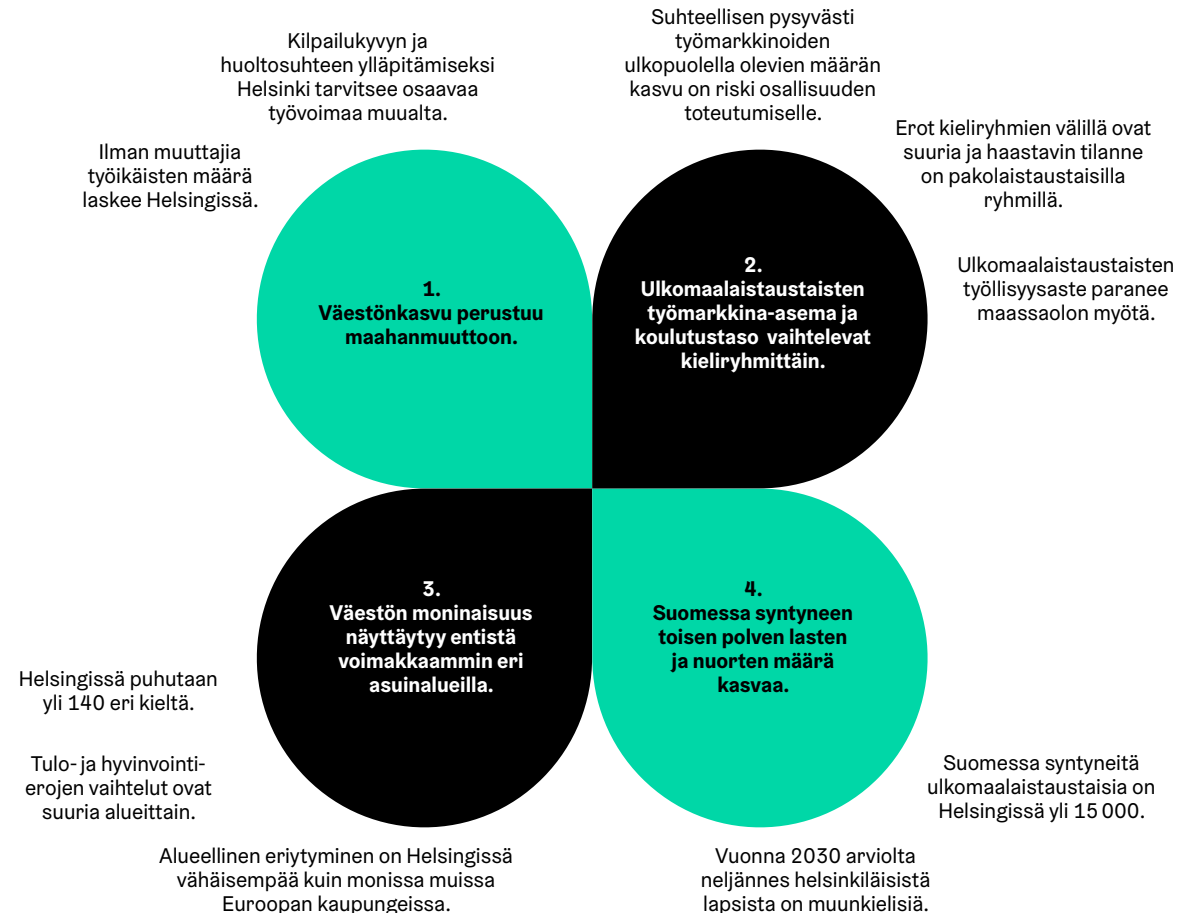 Kilpailukyvyn ja
huoltosuhteen ylläpitämiseksi
Helsinki tarvitsee osaavaa
työvoimaa muualta.
Ilman muuttajia
työikäisten määrä
laskee Helsingissä.
1.
Väestönkasvu perustuu
maahanmuuttoon.
Suhteellisen pysyvästi
työmarkkinoiden
ulkopuolella olevien määrän
kasvu on riski osallisuuden
toteutumiselle.
Erot kieliryhmien välillä ovat
suuria ja haastavin tilanne
on pakolaistaustaisilla
ryhmillä.
Ulkomaalaistaustaisten
työllisyysaste paranee
maassaolon myötä.
2.
Ulkomaalaistaustaisten
työmarkkina-asema ja
koulutustaso vaihtelevat
kieliryhmittäin.
3.
Väestön moninaisuus
näyttäytyy entistä
voimakkaammin eri
asuinalueilla.
Helsingissä puhutaan
yli 140 eri kieltä.
Tulo- ja hyvinvointi-
erojen vaihtelut ovat
suuria alueittain.
Alueellinen eriytyminen on Helsingissä
vähäisempää kuin monissa muissa
Euroopan kaupungeissa.
4.
Suomessa syntyneen
toisen polven lasten
ja nuorten määrä
kasvaa.
Suomessa syntyneitä
ulkomaalaistaustaisia on
Helsingissä yli 15 000.
Vuonna 2030 arviolta
neljännes helsinkiläisistä
lapsista on muunkielisiä.